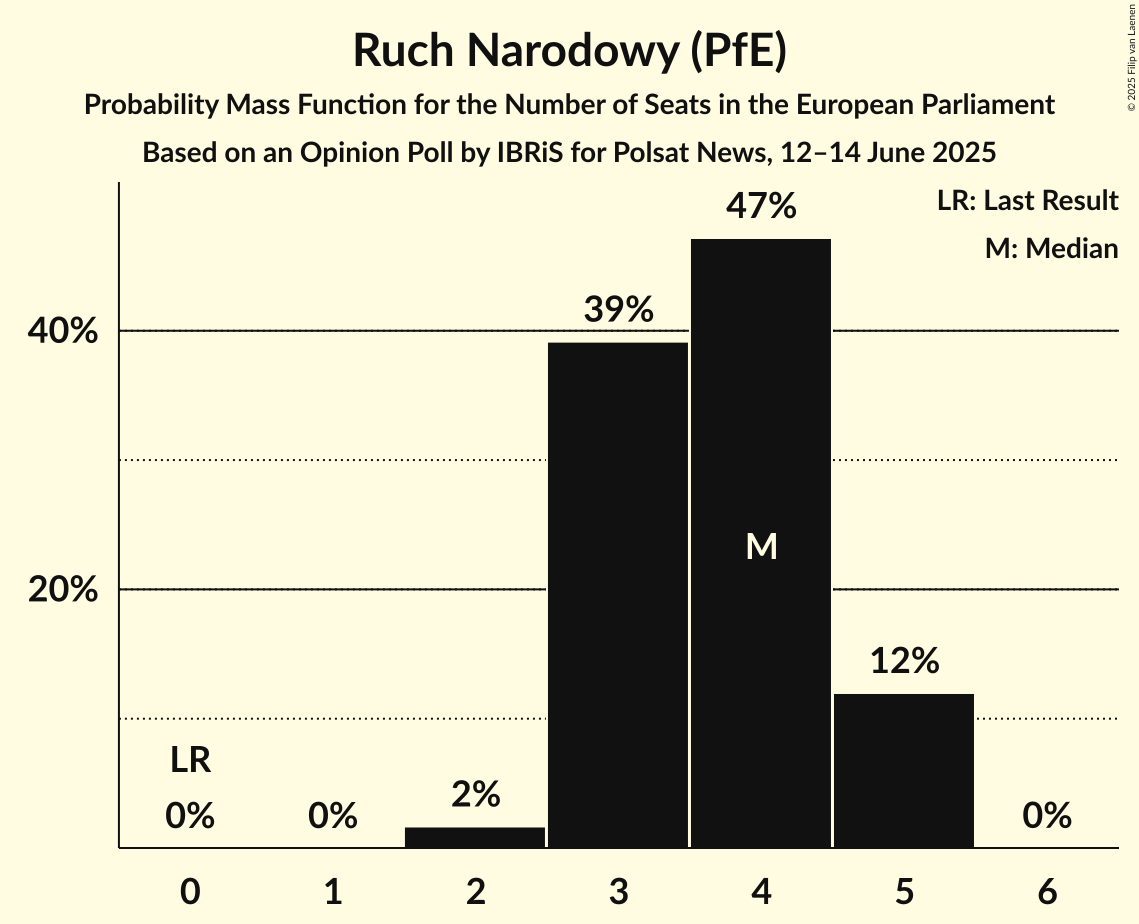 Ruch Narodowy (PfE)
Probability Mass Function for the Number of Seats in the European Parliament
Based on an Opinion Poll by IBRiS for Polsat News, 12–14 June 2025
© 2025 Filip van Laenen
LR: Last Result
M: Median
47%
39%
40%
M
20%
12%
LR
2%
0%
0%
0%
0
1
2
3
4
5
6